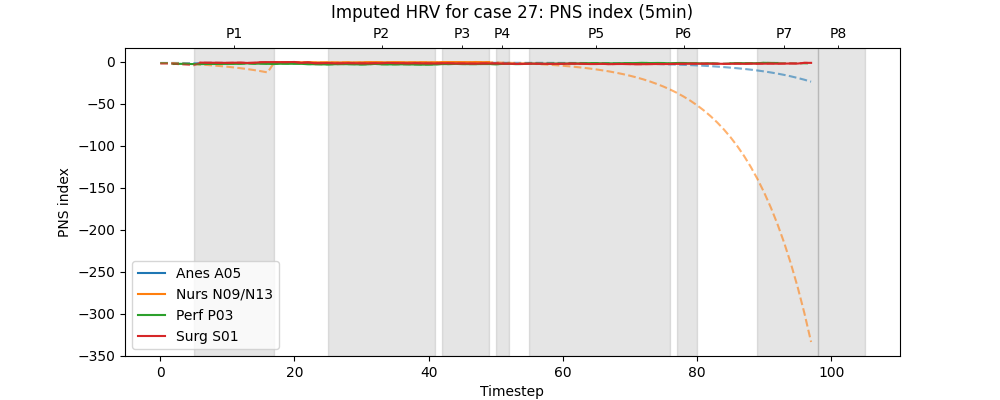 Imputed HRV for case 27: PNS index (5min)
P1 P2 P3 P4 P5 P6 P7 P8
0
−50
−100
−150
−200
−250
−300
−350
PNS index
Anes A05
Nurs N09/N13
Perf P03
Surg S01
0 20 40 60 80 100
Timestep